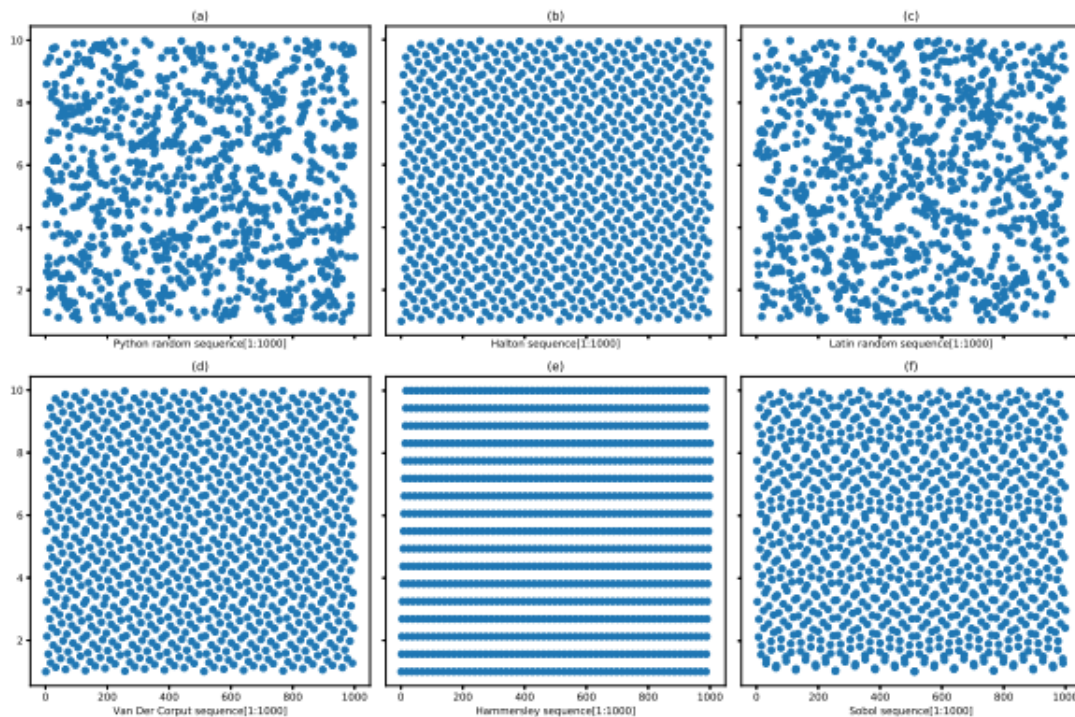 (a) (b) (c)
10
8
6
4
2
Python random sequence[1:1000] Halton sequence[1:1000] Latin random sequence[1:1000]
(d) (e) (f)
10
8
6
4
2
0 200 400 600 800 1000 0 200 400 600 800 1000 0 200 400 600 800 1000
Van Der Corput sequence[1:1000] Hammersley sequence[1:1000] Sobol sequence[1:1000]